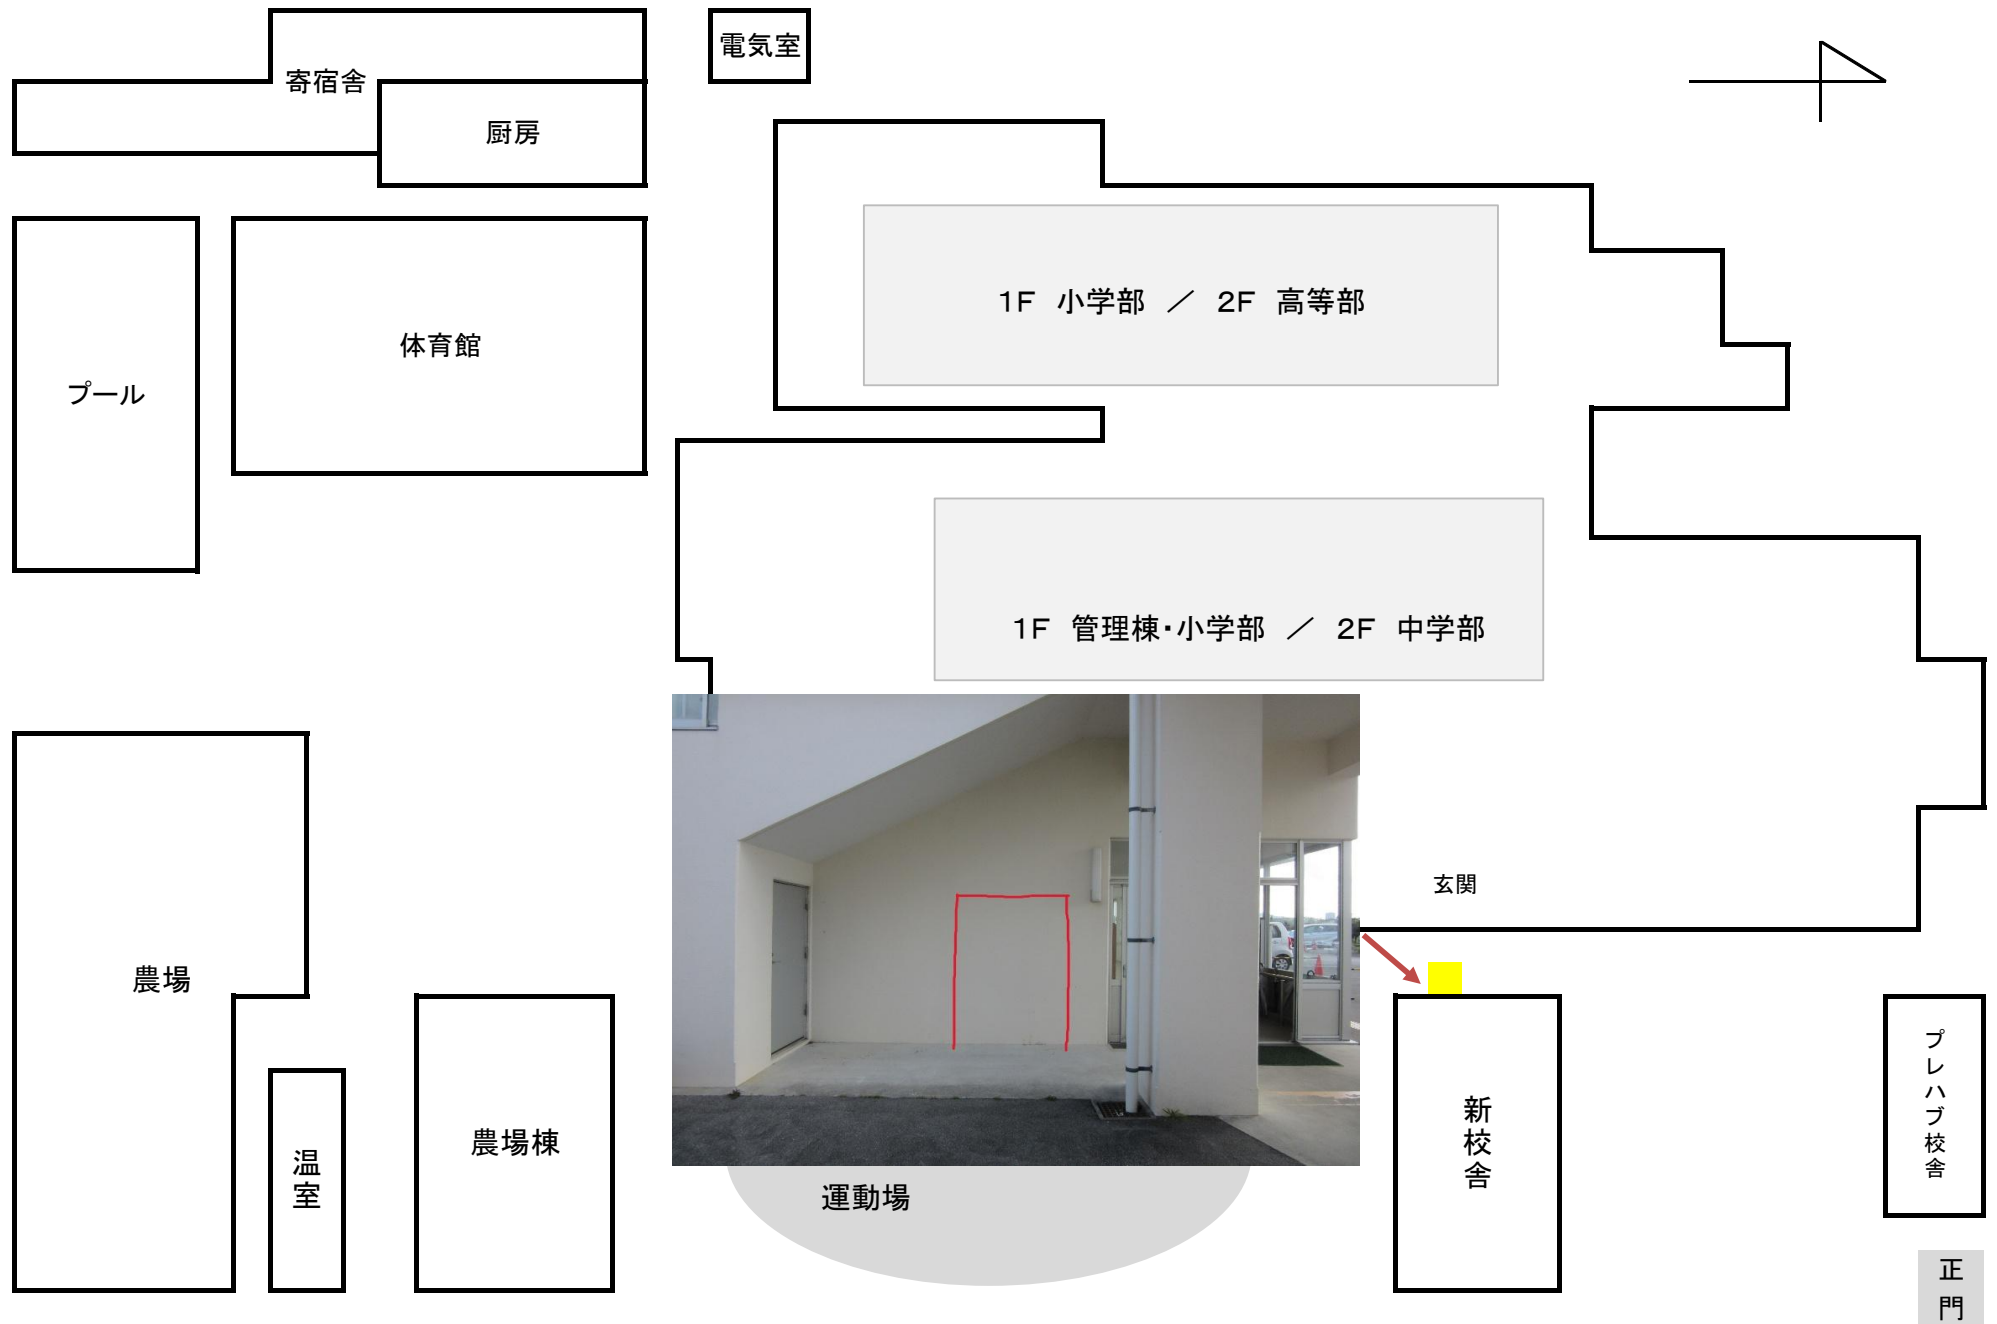 電気室
寄宿舎
厨房
1F　小学部　／　2F　高等部
体育館
プール
1F　管理棟・小学部　／　2F　中学部
玄関
農場
プレハブ校舎
新校舎
農場棟
温室
運動場
正門